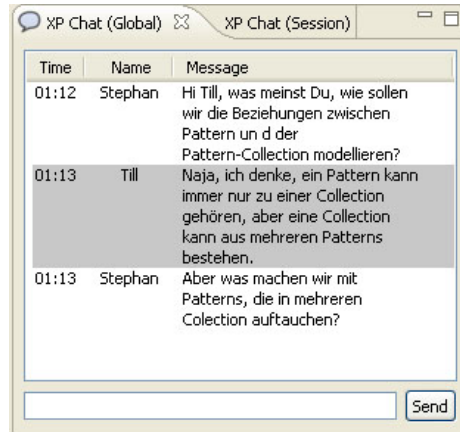 XP Chat (Global) XP Chat (Session)
Time Name Message
01:12 Stephan Hi Till, was meinst Du, wie sollen
wir die Beziehungen zwischen
Pattern un d der
Pattern-Collection modellieren?
01:13 Till Naja, ich denke, ein Pattern kann
immer nur zu einer Collection
gehören, aber eine Collection
kann aus mehreren Patterns
bestehen.
01:13 Stephan Aber was machen wir mit
Patterns, die in mehreren
Colection auftauchen?
Send